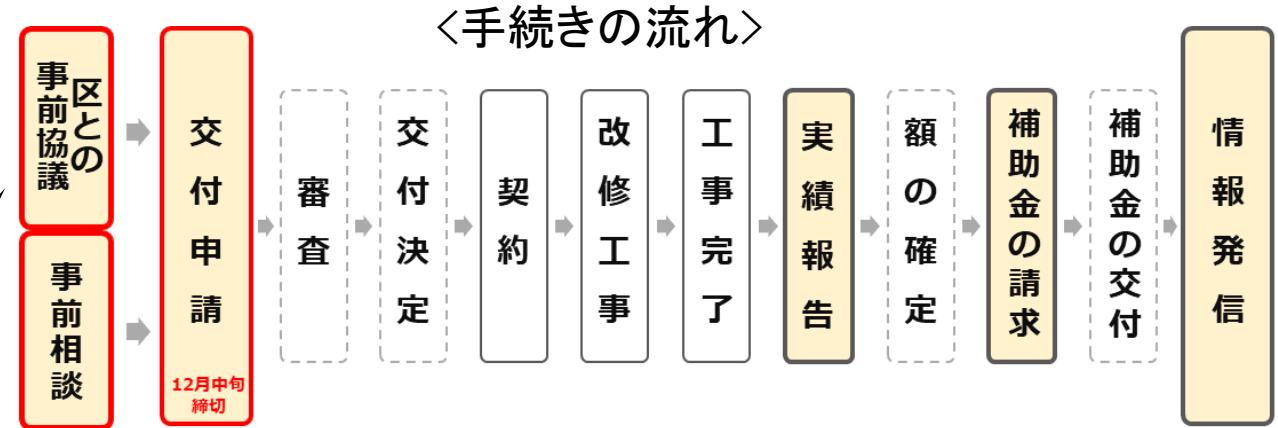 <手続きの流れ>
区との
事前協議
事前相談
交付申請
12月中旬
締切
審査
交付決定
契約
改修工事
工事完了
実績報告
額の確定
補助金の請求
補助金の交付
情報発信